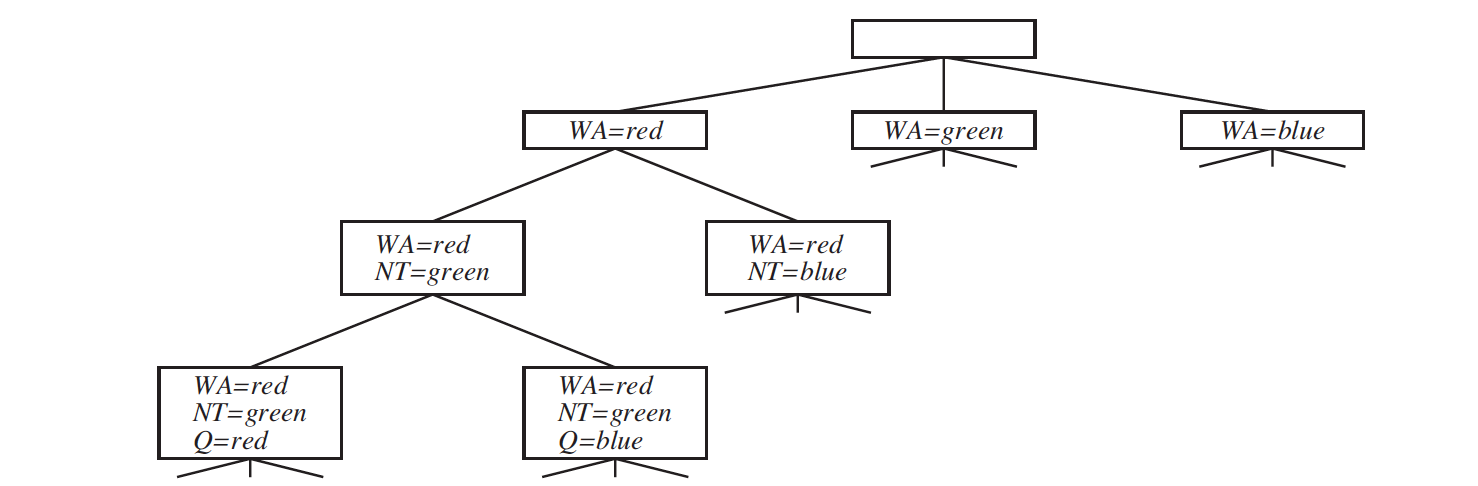 WA=red
WA=green
WA=blue
WA=red
NT=green
WA=red
NT=blue
WA=red
NT=green
Q=red
WA=red
NT=green
Q=blue